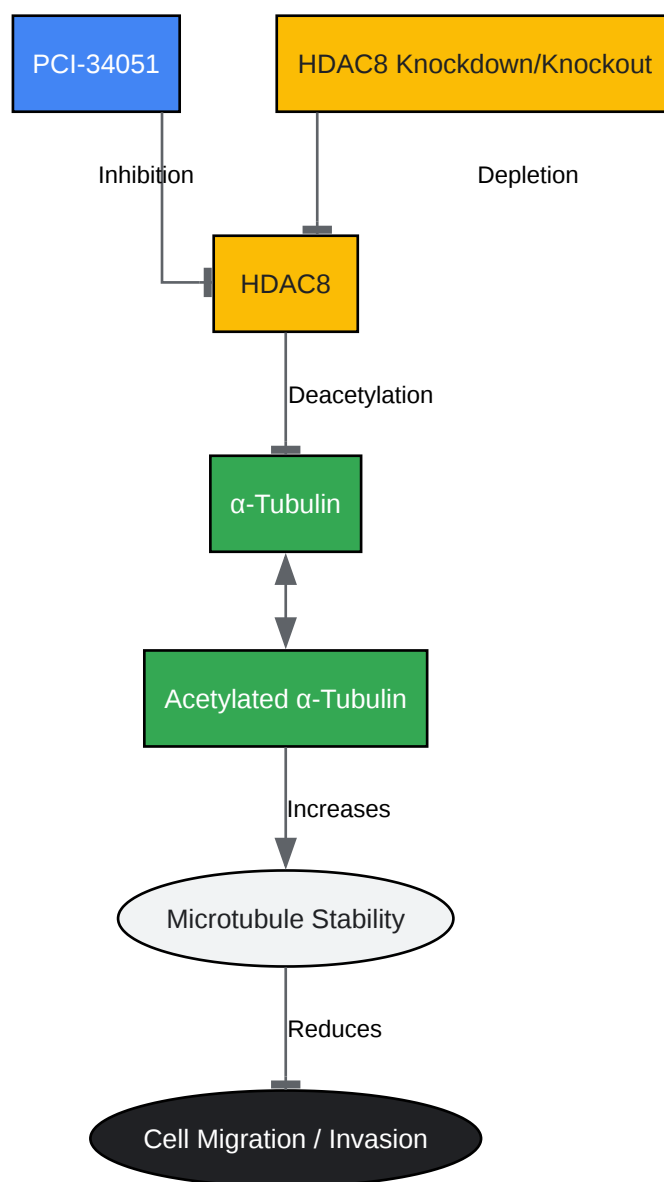 PCI-34051
HDAC8 Knockdown/Knockout
Inhibition
Depletion
HDAC8
Deacetylation
α-Tubulin
Acetylated α-Tubulin
Increases
Microtubule Stability
Reduces
Cell Migration / Invasion